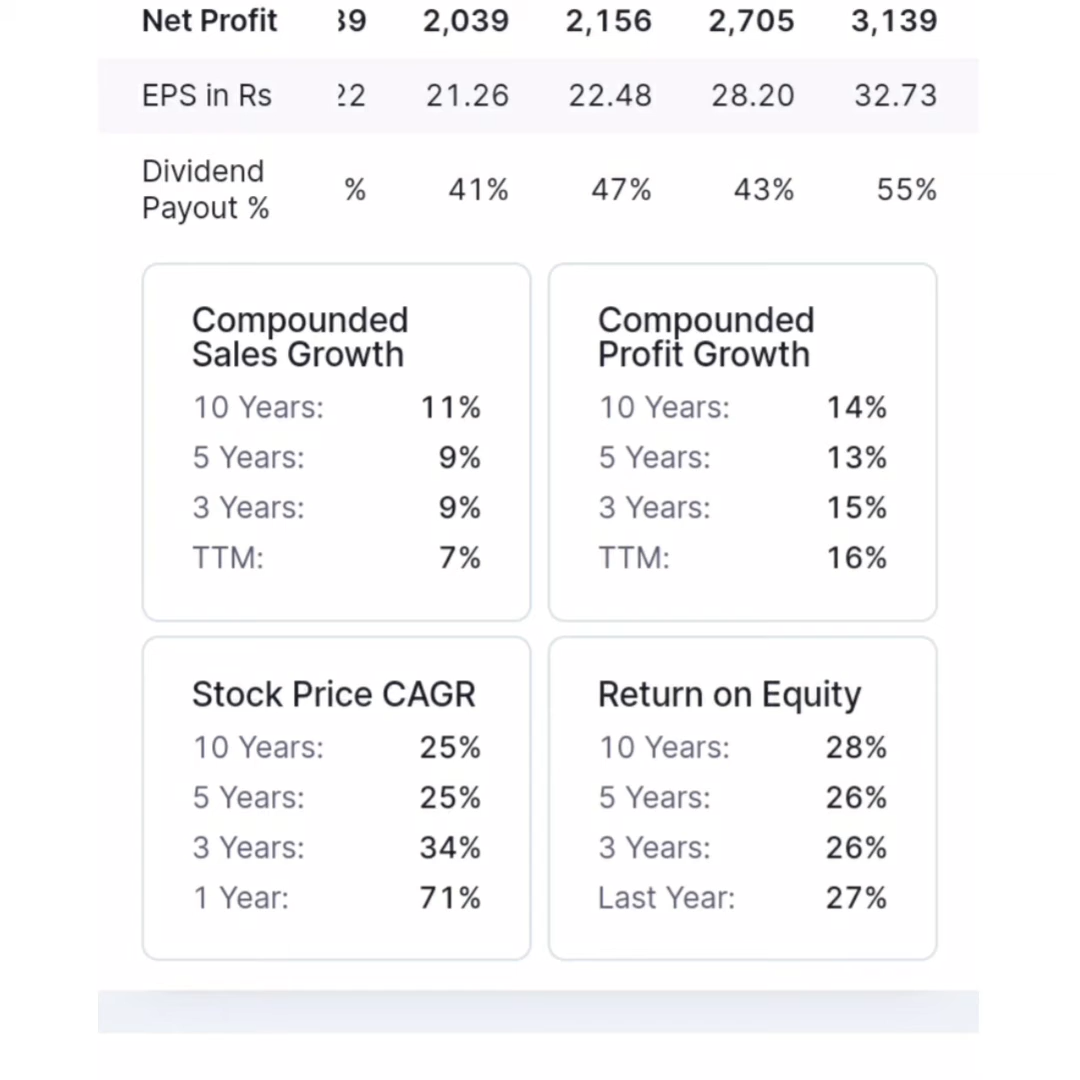 Net Profit 39 2,039 2,156 2,705 3,139
EPS in Rs 22 21.26 22.48 28.20 32.73
Dividend
Payout % % 41% 47% 43% 55%
Compounded
Sales Growth
10 Years: 11%
5 Years: 9%
3 Years: 9%
TTM: 7%
Compounded
Profit Growth
10 Years: 14%
5 Years: 13%
3 Years: 15%
TTM: 16%
Stock Price CAGR
10 Years: 25%
5 Years: 25%
3 Years: 34%
1 Year: 71%
Return on Equity
10 Years: 28%
5 Years: 26%
3 Years: 26%
Last Year: 27%